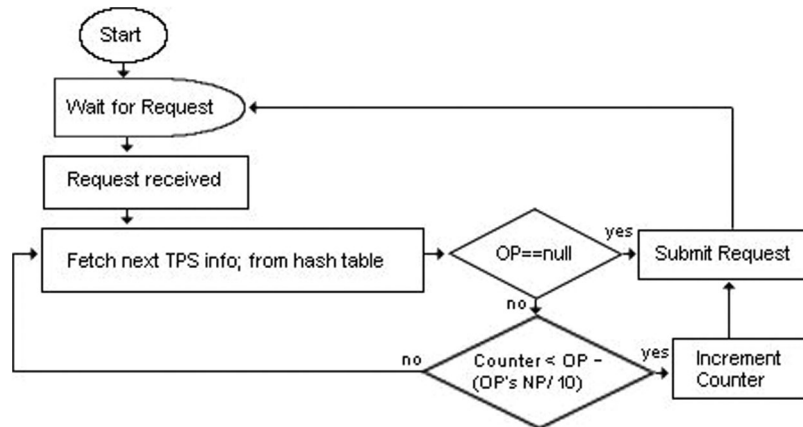 Start
Wait for Request
Request received
Fetch next TPS info; from hash table
OP==null
yes
Submit Request
no
no
Counter < OP -
(OP's NP/10)
yes
Increment
Counter